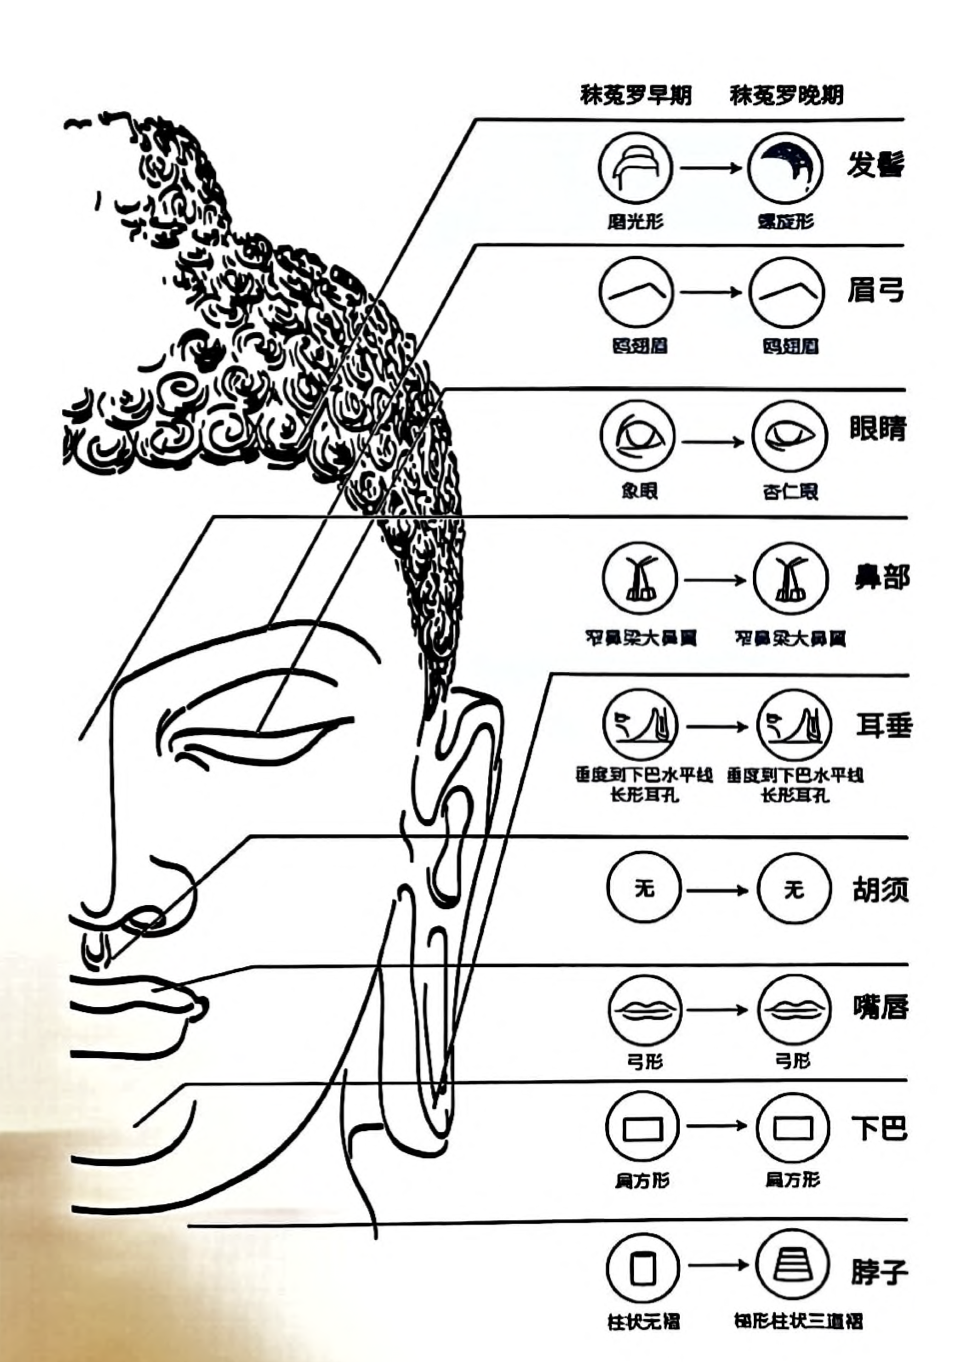 秣菟罗早期 秣菟罗晚期
发髻
磨光形 螺旋形
眉弓
鸥翅眉 鸥翅眉
眼睛
象眼 杏仁眼
鼻部
窄鼻梁大鼻翼 窄鼻梁大鼻翼
耳垂
垂度到下巴水平线 垂度到下巴水平线
长形耳孔 长形耳孔
无 无 胡须
嘴唇
弓形 弓形
下巴
扁方形 扁方形
脖子
柱状无褶 梯形柱状三道褶